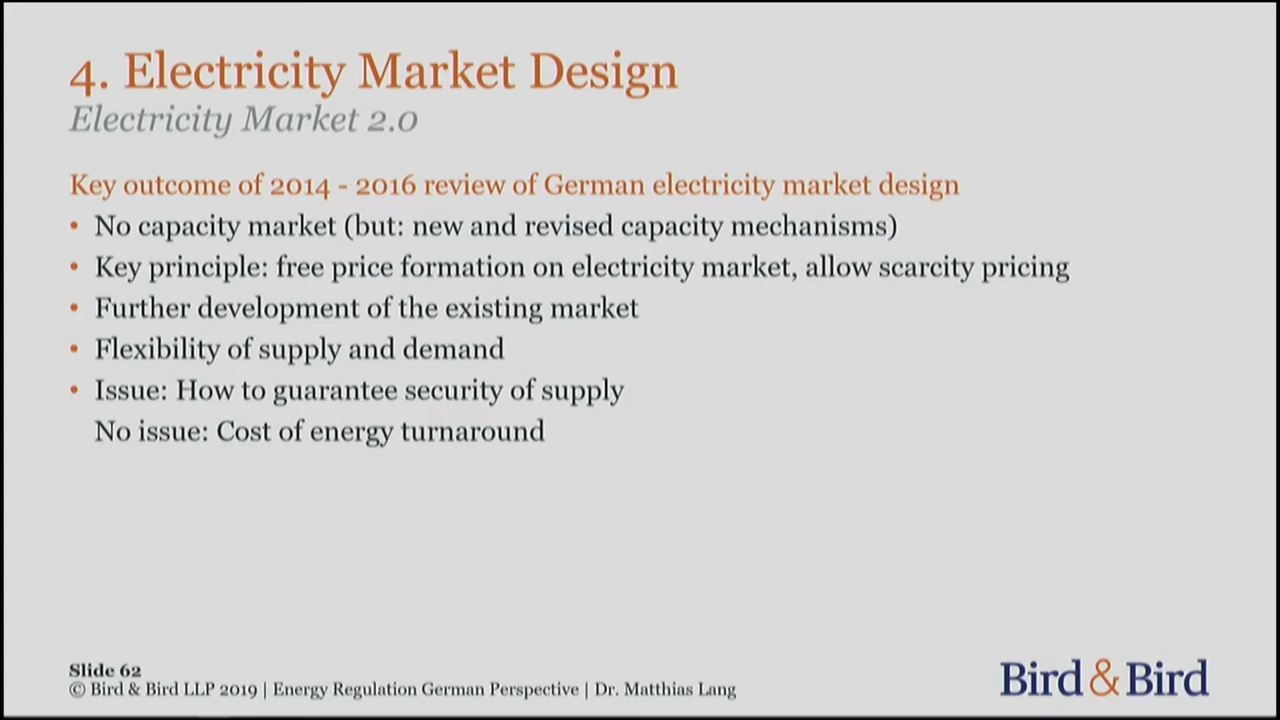 4. Electricity Market Design
Electricity Market 2.0
Key outcome of 2014 - 2016 review of German electricity market design
• No capacity market (but: new and revised capacity mechanisms)
• Key principle: free price formation on electricity market, allow scarcity pricing
• Further development of the existing market
• Flexibility of supply and demand
• Issue: How to guarantee security of supply
No issue: Cost of energy turnaround
Slide 62
© Bird & Bird LLP 2019 | Energy Regulation German Perspective | Dr. Matthias Lang
Bird & Bird